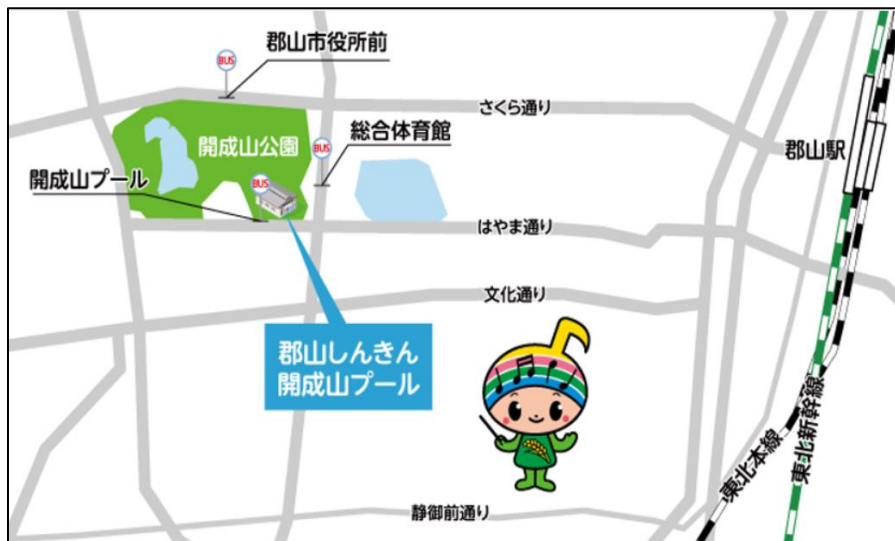 郡山市役所前
BUS
さくら通り
総合体育館
BUS
開成山公園
郡山駅
開成山プール
BUS
はやま通り
文化通り
郡山しんきん
開成山プール
東北本線
東北新幹線
静御前通り